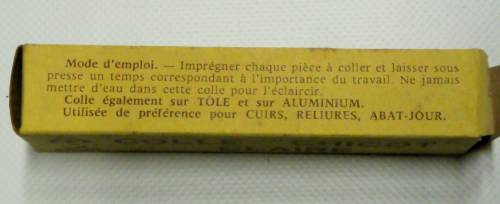 Mode d'emploi. — Imprégner chaque pièce à coller et laisser sous
presse un temps correspondant à l'importance du travail. Ne jamais
mettre d'eau dans cette colle pour l'éclaircir.
Colle également sur TÔLE et sur ALUMINIUM.
Utilisée de préférence pour CUIRS, RELIURES, ABAT-JOUR.
COLLE CHICOT